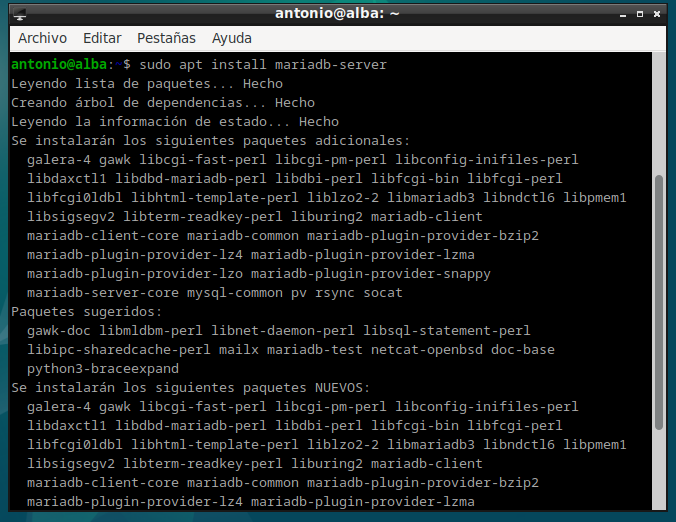 antonio@alba: ~
Archivo Editar Pestañas Ayuda
antonio@alba:~$ sudo apt install mariadb-server
Leyendo lista de paquetes... Hecho
Creando árbol de dependencias... Hecho
Leyendo la información de estado... Hecho
Se instalarán los siguientes paquetes adicionales:
galera-4 gawk libcgi-fast-perl libcgi-pm-perl libconfig-inifiles-perl
libdaxctl1 libdbd-mariadb-perl libdbi-perl libfcgi-bin libfcgi-perl
libfcgi0ldbl libhtml-template-perl liblzo2-2 libmariadb3 libndctl6 libpmem1
libsigsegv2 libterm-readkey-perl liburing2 mariadb-client
mariadb-client-core mariadb-common mariadb-plugin-provider-bzip2
mariadb-plugin-provider-lz4 mariadb-plugin-provider-lzma
mariadb-plugin-provider-lzo mariadb-plugin-provider-snappy
mariadb-server-core mysql-common pv rsync socat
Paquetes sugeridos:
gawk-doc libmldbm-perl libnet-daemon-perl libsql-statement-perl
libipc-sharedcache-perl mailx mariadb-test netcat-openbsd doc-base
python3-braceexpand
Se instalarán los siguientes paquetes NUEVOS:
galera-4 gawk libcgi-fast-perl libcgi-pm-perl libconfig-inifiles-perl
libdaxctl1 libdbd-mariadb-perl libdbi-perl libfcgi-bin libfcgi-perl
libfcgi0ldbl libhtml-template-perl liblzo2-2 libmariadb3 libndctl6 libpmem1
libsigsegv2 libterm-readkey-perl liburing2 mariadb-client
mariadb-client-core mariadb-common mariadb-plugin-provider-bzip2
mariadb-plugin-provider-lz4 mariadb-plugin-provider-lzma